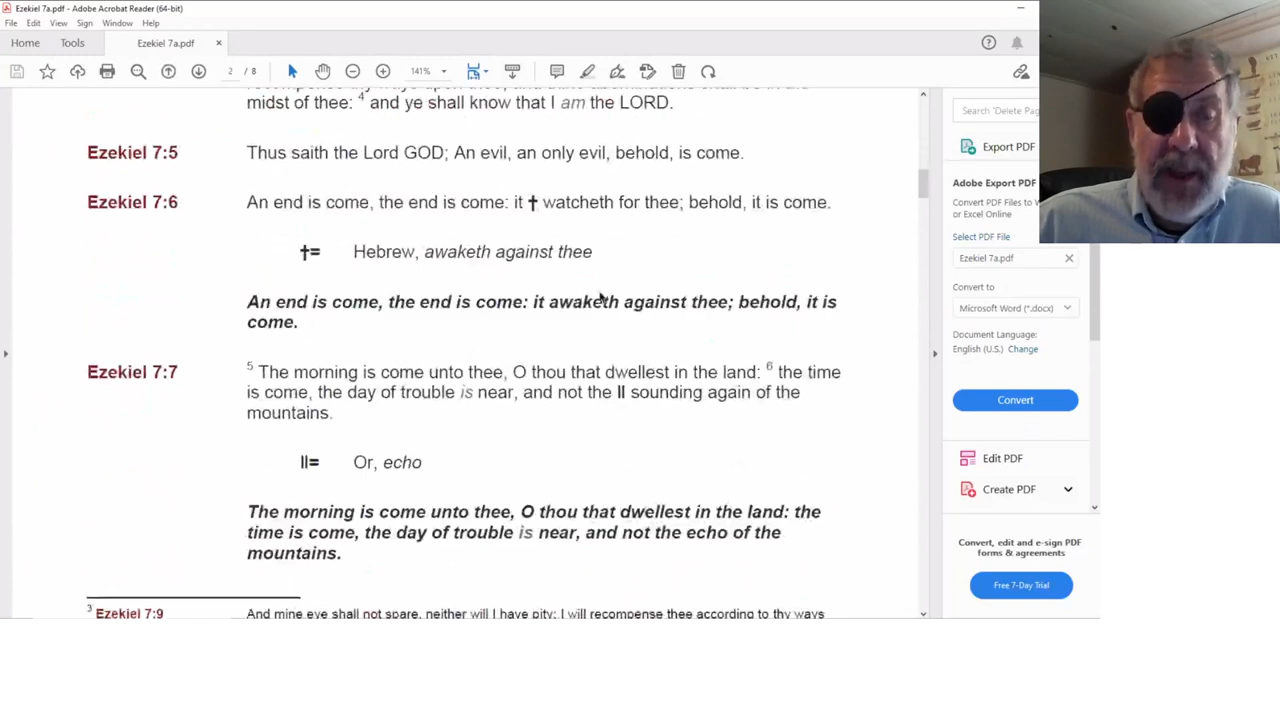 Ezekiel 7a.pdf - Adobe Acrobat Reader (64-bit)
File Edit View Sign Window Help
Home Tools Ezekiel 7a.pdf ×
2 / 8 141%
midst of thee: 4 and ye shall know that I am the LORD.
Ezekiel 7:5 Thus saith the Lord GOD; An evil, an only evil, behold, is come.
Ezekiel 7:6 An end is come, the end is come: it ✝ watcheth for thee; behold, it is come.
✝= Hebrew, awaketh against thee
An end is come, the end is come: it awaketh against thee; behold, it is
come.
Ezekiel 7:7 5 The morning is come unto thee, O thou that dwellest in the land: 6 the time
is come, the day of trouble is near, and not the ll sounding again of the
mountains.
ll= Or, echo
The morning is come unto thee, O thou that dwellest in the land: the
time is come, the day of trouble is near, and not the echo of the
mountains.
3 Ezekiel 7:9 And mine eye shall not spare, neither will I have pity: I will recompense thee according to thy ways
Search "Delete Pag
Export PDF
Adobe Export PDF
Convert PDF Files to W
or Excel Online
Select PDF File
Ezekiel 7a.pdf ×
Convert to
Microsoft Word (*.docx)
Document Language:
English (U.S.) Change
Convert
Edit PDF
Create PDF
Convert, edit and e-sign PDF
forms & agreements
Free 7-Day Trial